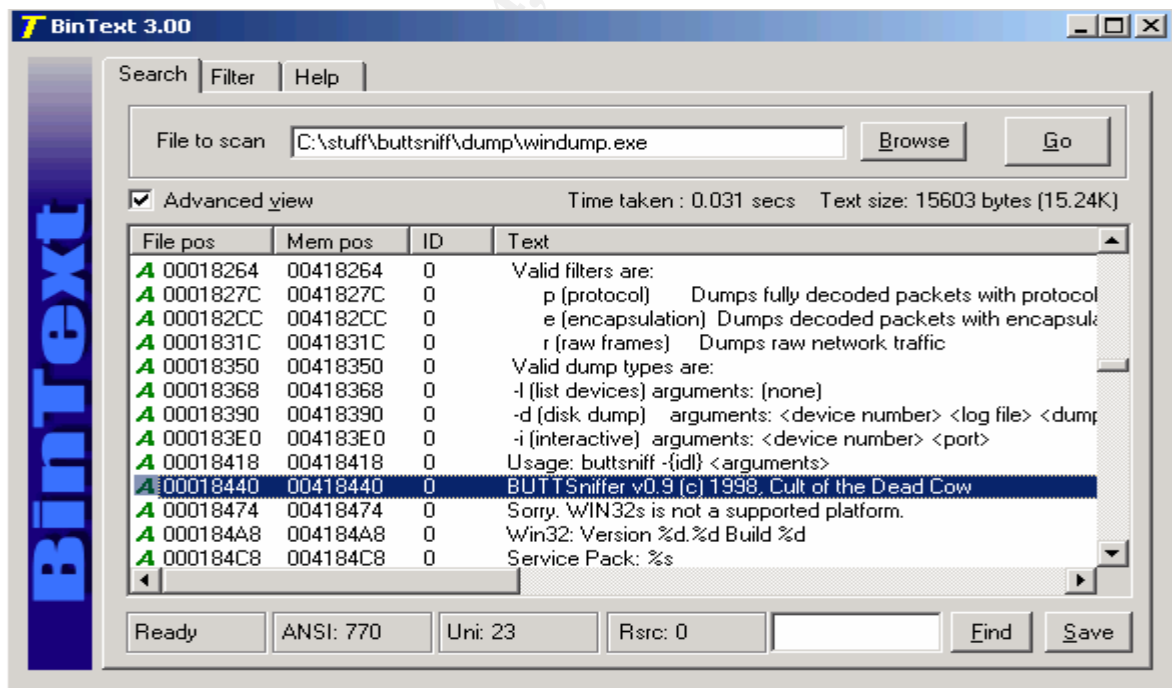 BinText 3.00
Search Filter Help
File to scan C:\stuff\buttsniff\dump\windump.exe Browse Go
Advanced view Time taken : 0.031 secs Text size: 15603 bytes (15.24K)
File pos Mem pos ID Text
A 00018264 00418264 0 Valid filters are:
A 0001827C 0041827C 0 p (protocol) Dumps fully decoded packets with protocol
A 000182CC 004182CC 0 e (encapsulation) Dumps decoded packets with encapsula
A 0001831C 0041831C 0 r (raw frames) Dumps raw network traffic
A 00018350 00418350 0 Valid dump types are:
A 00018368 00418368 0 -l (list devices) arguments: (none)
A 00018390 00418390 0 -d (disk dump) arguments: <device number> <log file> <dump
A 000183E0 004183E0 0 -i (interactive) arguments: <device number> <port>
A 00018418 00418418 0 Usage: buttsniff -{idl} <arguments>
A 00018440 00418440 0 BUTTSniffer v0.9 (c) 1998, Cult of the Dead Cow
A 00018474 00418474 0 Sorry. WIN32s is not a supported platform.
A 000184A8 004184A8 0 Win32: Version %d.%d Build %d
A 000184C8 004184C8 0 Service Pack: %s
Ready ANSI: 770 Uni: 23 Rsrc: 0 Find Save
BinText